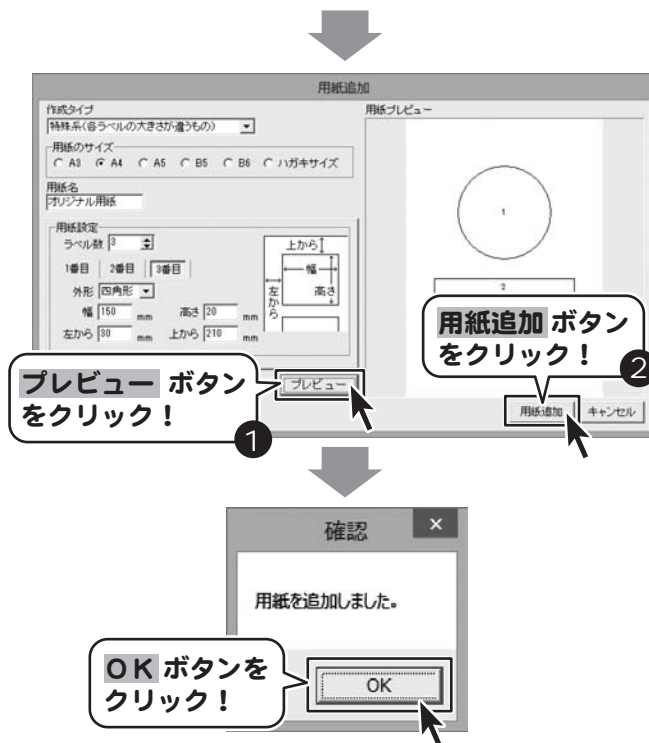 用紙追加
作成タイプ
特殊系(各ラベルの大きさが違うもの)
用紙のサイズ
A3 A4 A5 B5 B6 ハガキサイズ
用紙名
オリジナル用紙
用紙設定
ラベル数 3
1番目 2番目 3番目
外形 四角形
幅 150 mm 高さ 20 mm
左から 30 mm 上から 210 mm
上から
幅
高さ
左から
プレビュー
用紙プレビュー
1
2
プレビュー ボタン
をクリック！
1
用紙追加 ボタン
をクリック！
2
用紙追加 キャンセル
確認
×
用紙を追加しました。
OK ボタンを
クリック！
OK